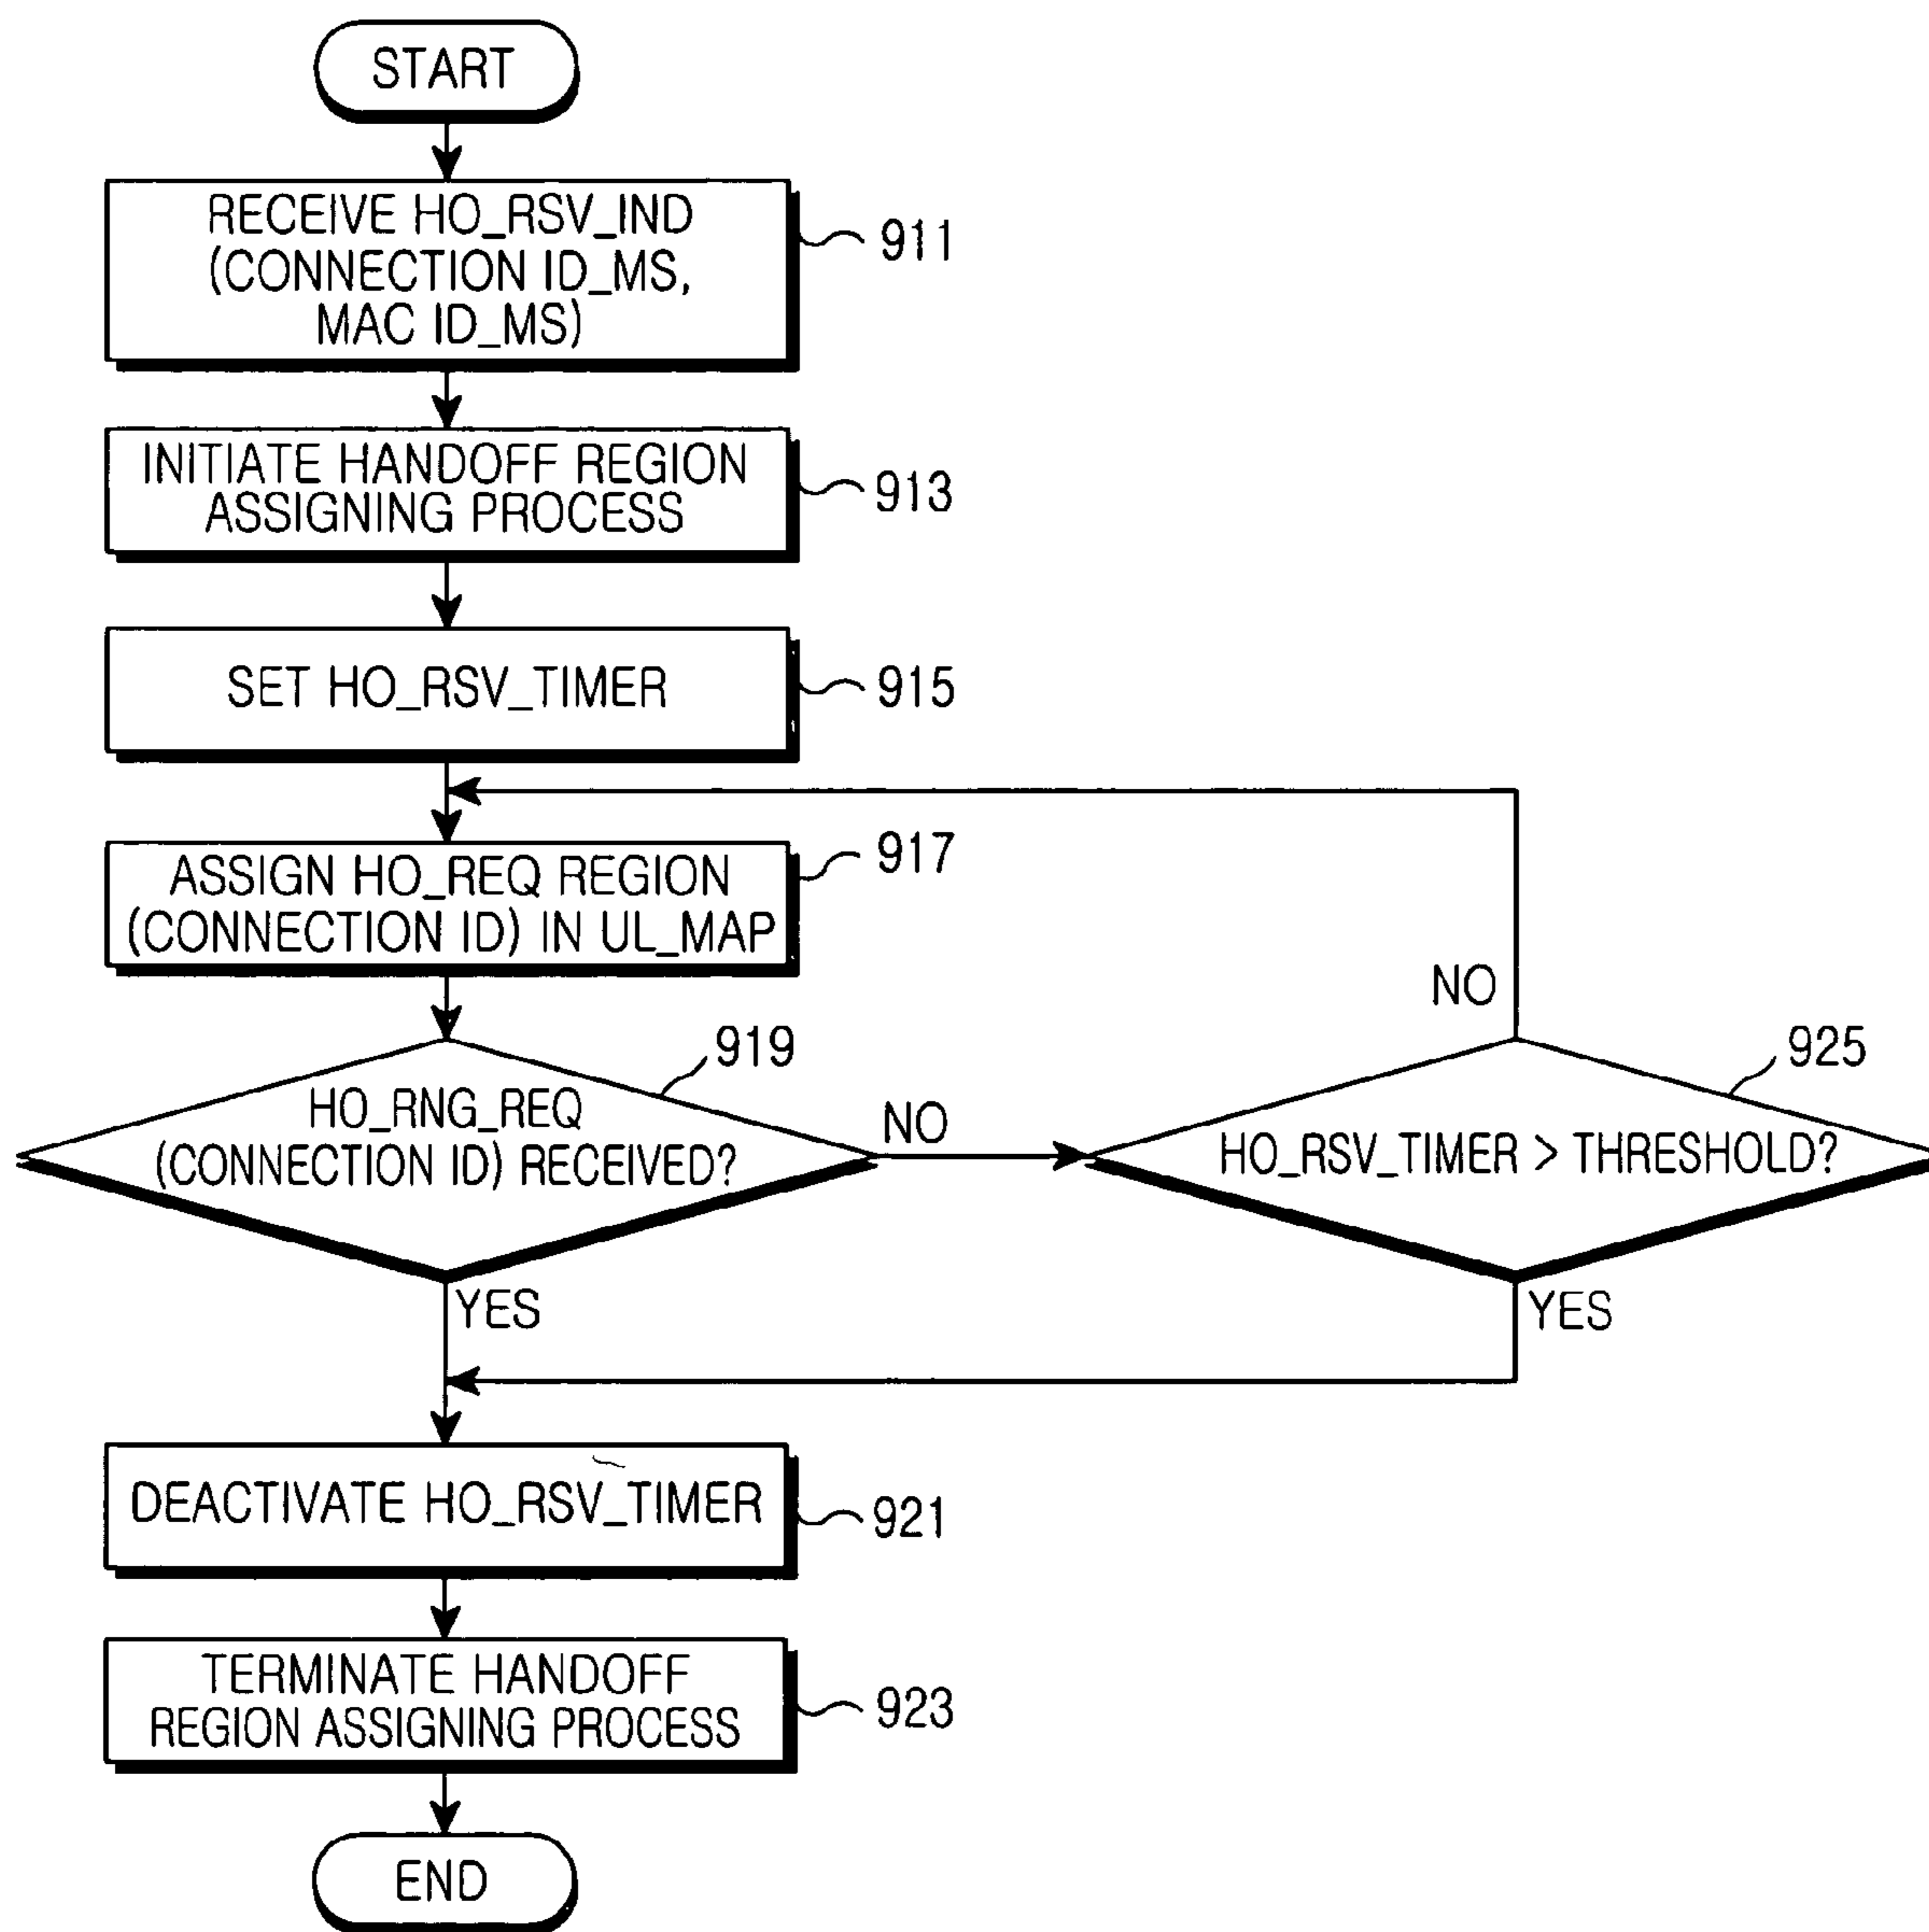 START
RECEIVE HO_RSV_IND
(CONNECTION ID_MS,
MAC ID_MS)
911
INITIATE HANDOFF REGION
ASSIGNING PROCESS
913
SET HO_RSV_TIMER
915
ASSIGN HO_REQ REGION
(CONNECTION ID) IN UL_MAP
917
HO_RNG_REQ
(CONNECTION ID) RECEIVED?
919
NO
YES
HO_RSV_TIMER > THRESHOLD?
925
NO
YES
DEACTIVATE HO_RSV_TIMER
921
TERMINATE HANDOFF
REGION ASSIGNING PROCESS
923
END